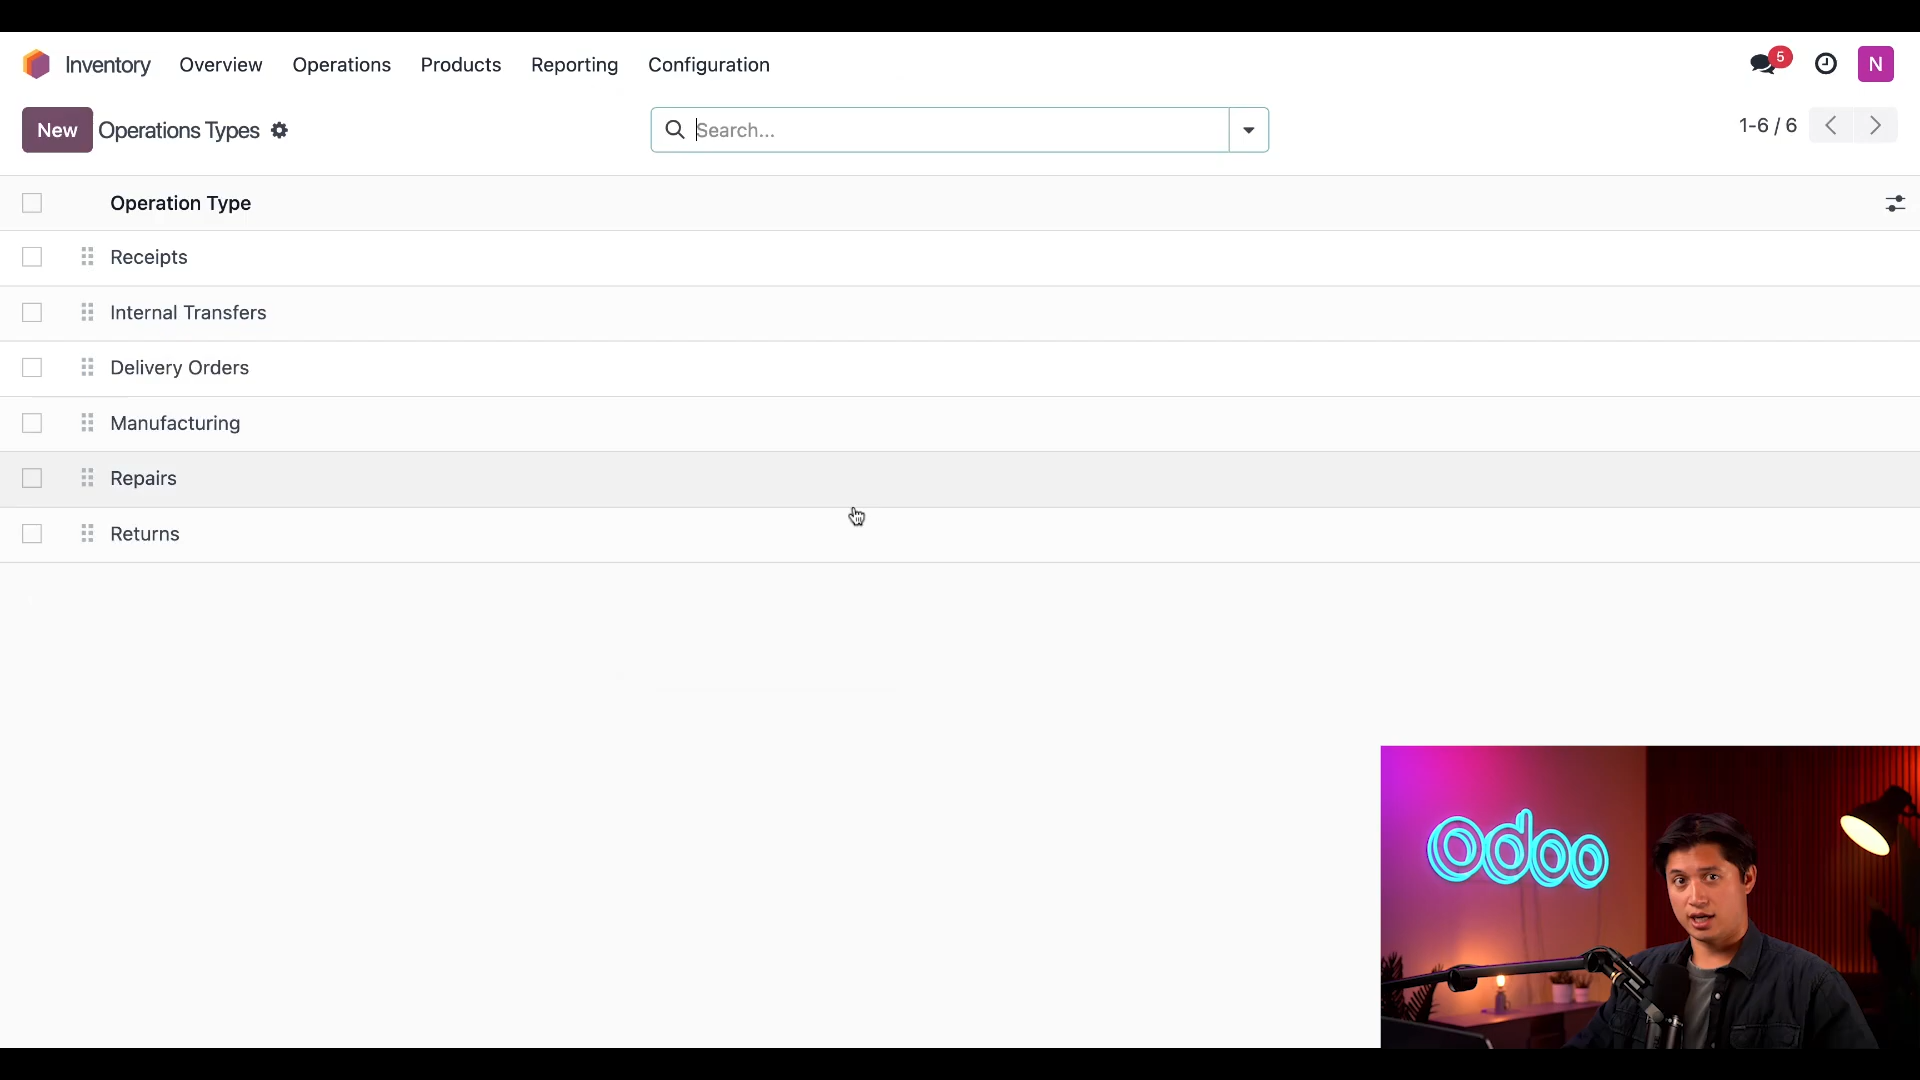 Inventory Overview Operations Products Reporting Configuration 5 N
New Operations Types Search... 1-6 / 6
Operation Type
Receipts
Internal Transfers
Delivery Orders
Manufacturing
Repairs
Returns
odoo